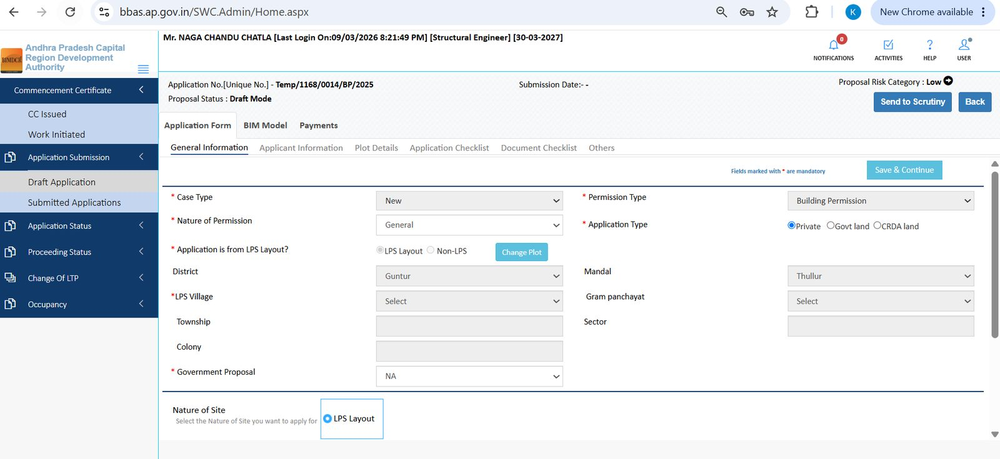 bbas.ap.gov.in/SWC.Admin/Home.aspx
K
New Chrome available
BIMDCR
Andhra Pradesh Capital
Region Development
Authority
Mr. NAGA CHANDU CHATLA [Last Login On:09/03/2026 8:21:49 PM] [Structural Engineer] [30-03-2027]
0
NOTIFICATIONS
ACTIVITIES
?
HELP
USER
Commencement Certificate
CC Issued
Work Initiated
Application Submission
Draft Application
Submitted Applications
Application Status
Proceeding Status
Change Of LTP
Occupancy
Application No.[Unique No.] - Temp/1168/0014/BP/2025
Submission Date:- -
Proposal Risk Category : Low
Proposal Status : Draft Mode
Send to Scrutiny
Back
Application Form
BIM Model
Payments
General Information
Applicant Information
Plot Details
Application Checklist
Document Checklist
Others
Fields marked with * are mandatory
Save & Continue
* Case Type
New
* Permission Type
Building Permission
* Nature of Permission
General
* Application Type
Private
Govt land
CRDA land
* Application is from LPS Layout?
LPS Layout
Non-LPS
Change Plot
District
Guntur
Mandal
Thullur
*LPS Village
Select
Gram panchayat
Select
Township
Sector
Colony
* Government Proposal
NA
Nature of Site
Select the Nature of Site you want to apply for
LPS Layout